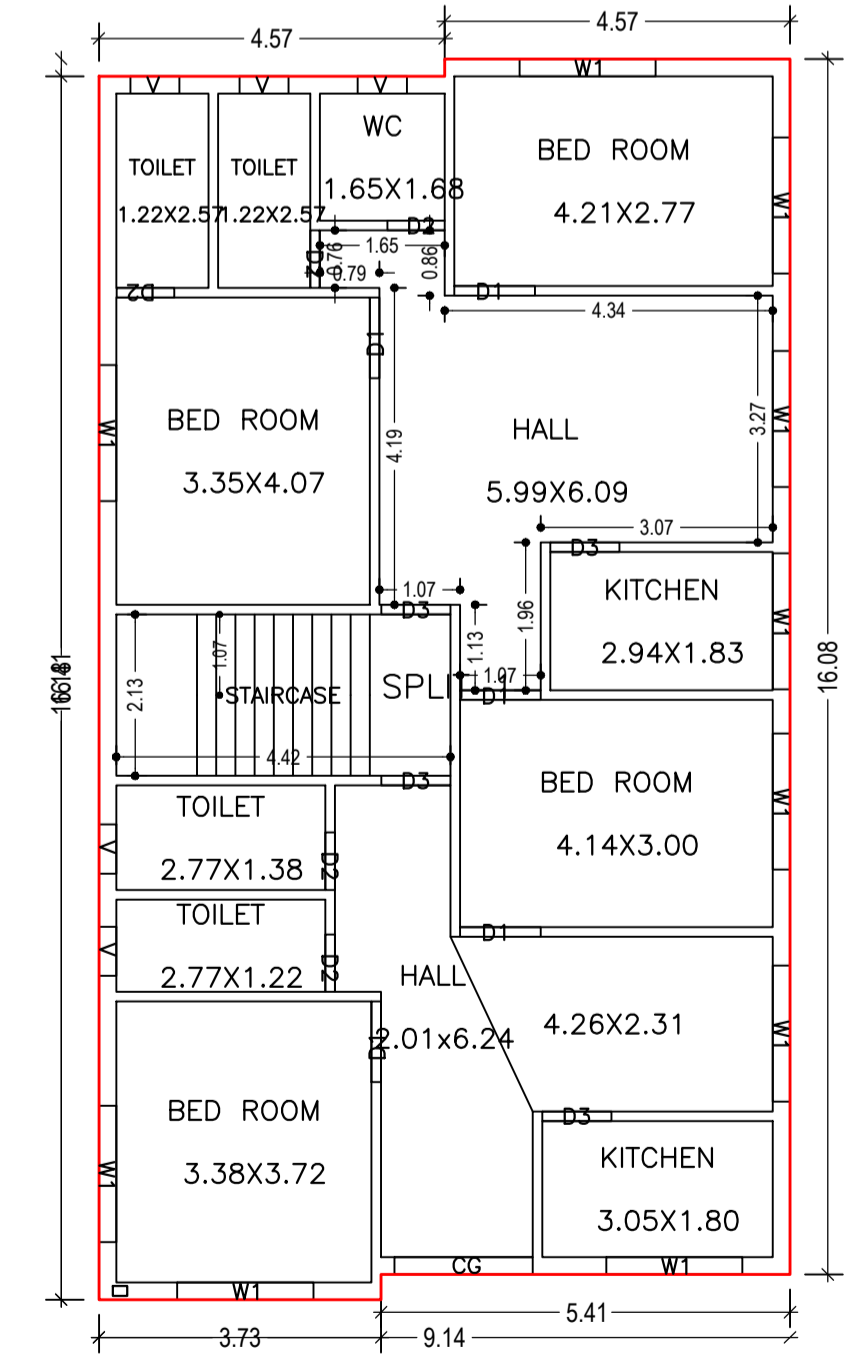 4.57
4.57
V
V
V
W1
WC
BED ROOM
TOILET
TOILET
1.65X1.68
4.21X2.77
W1
1.22X2.57
1.22X2.57
D2
1.65
0.76
0.86
D2
0.79
D2
D1
4.34
D1
BED ROOM
HALL
3.27
W1
W1
4.19
3.35X4.07
5.99X6.09
3.07
D3
KITCHEN
1.07
D3
1.96
W1
1.13
2.94X1.83
16.08
1.07
2.13
STAIRCASE
SPLI
1.07
D1
4.42
D3
BED ROOM
TOILET
W1
V
2.77X1.38
D2
4.14X3.00
TOILET
D1
V
2.77X1.22
D2
HALL
4.26X2.31
W1
2.01x6.24
D1
BED ROOM
D3
KITCHEN
W1
3.38X3.72
3.05X1.80
CG
W1
W1
5.41
3.73
9.14